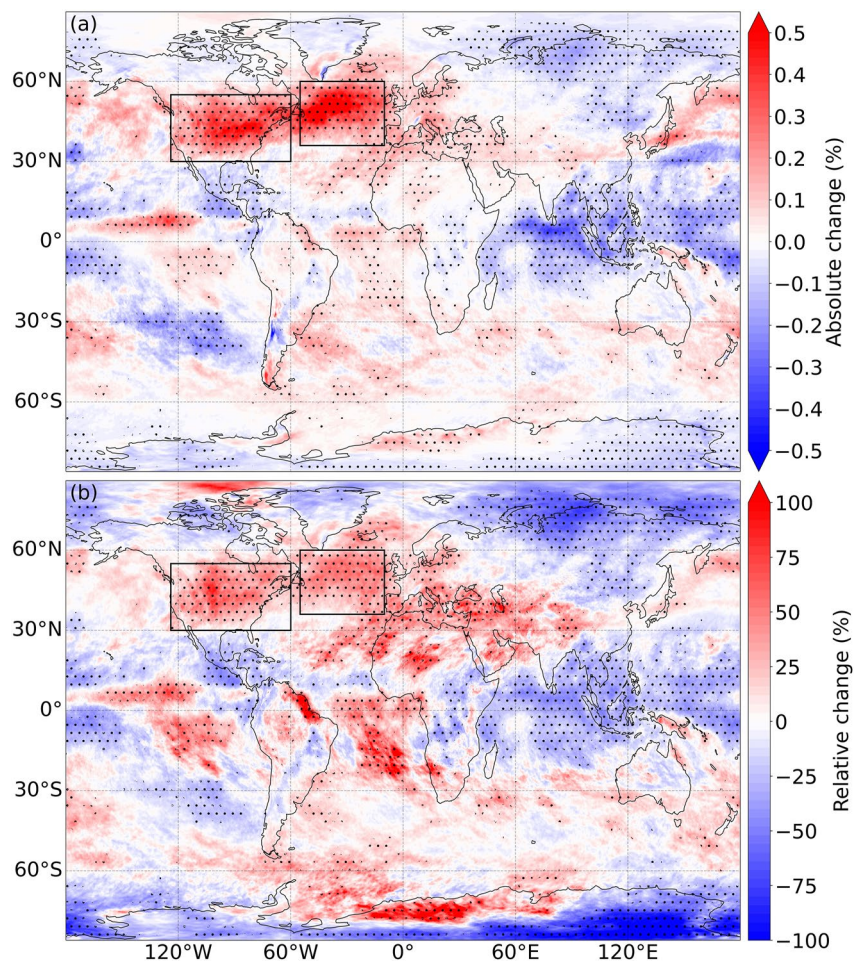 (a)
60°N
30°N
0°
30°S
60°S
0.5
0.4
0.3
0.2
0.1
0.0
−0.1
−0.2
−0.3
−0.4
−0.5
Absolute change (%)
(b)
60°N
30°N
0°
30°S
60°S
120°W
60°W
0°
60°E
120°E
100
75
50
25
0
−25
−50
−75
−100
Relative change (%)